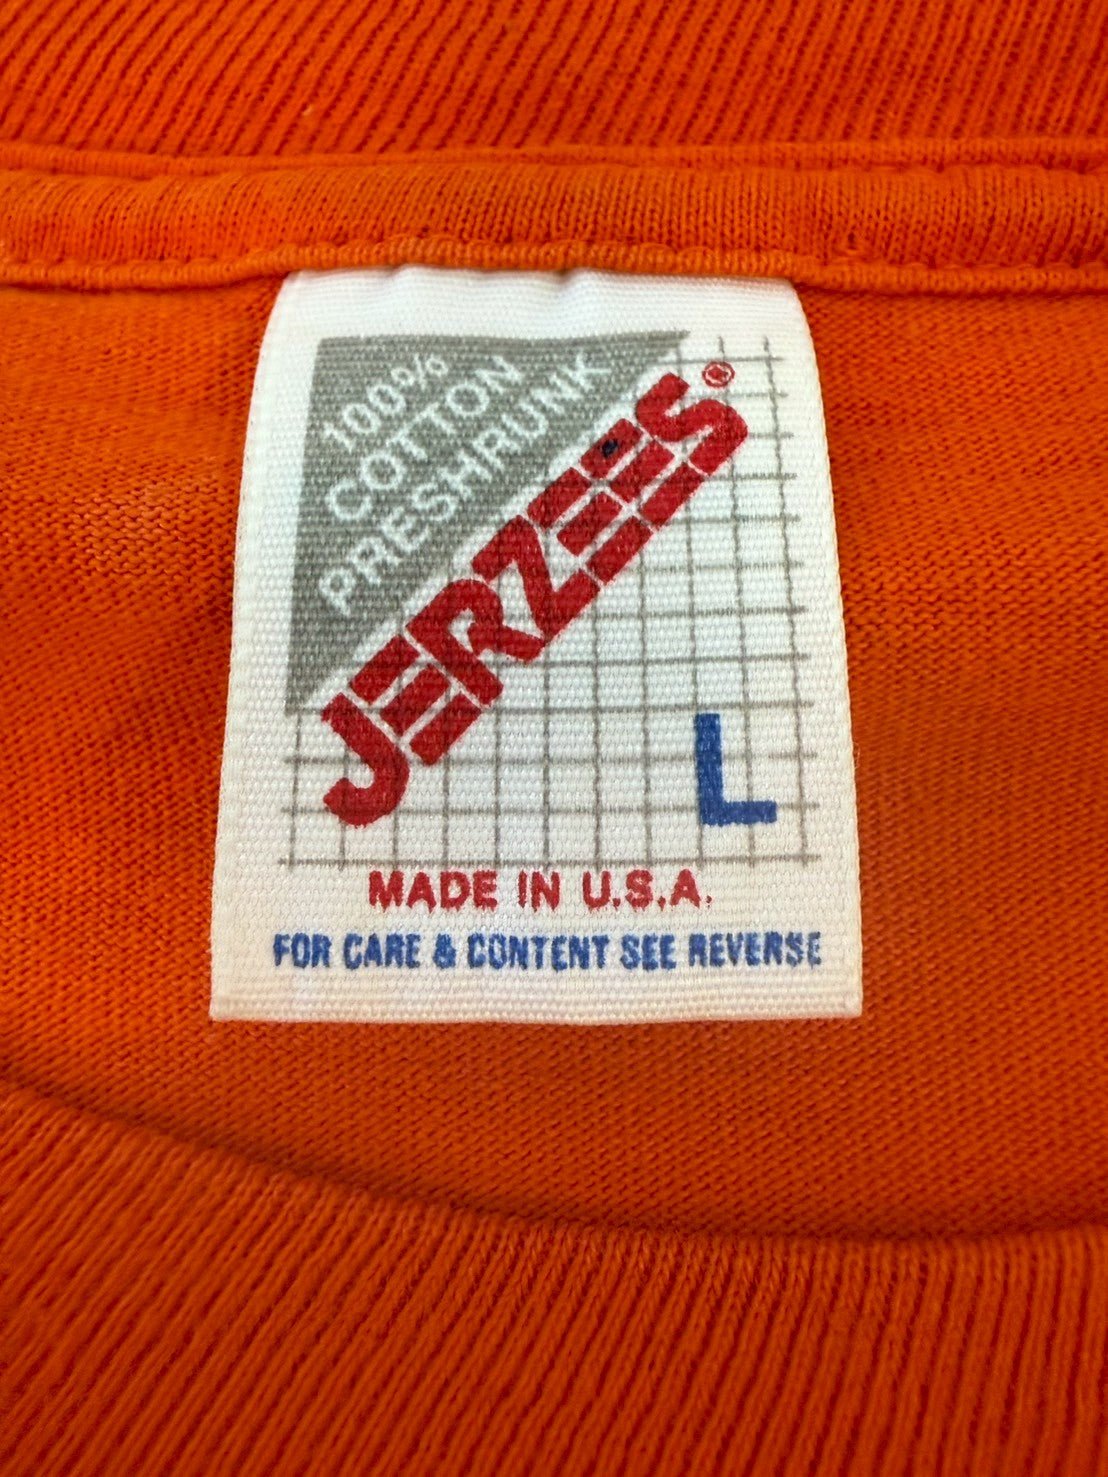 100%
COTTON
PRESHRUNK
JERZEES®
L
MADE IN U.S.A.
FOR CARE & CONTENT SEE REVERSE